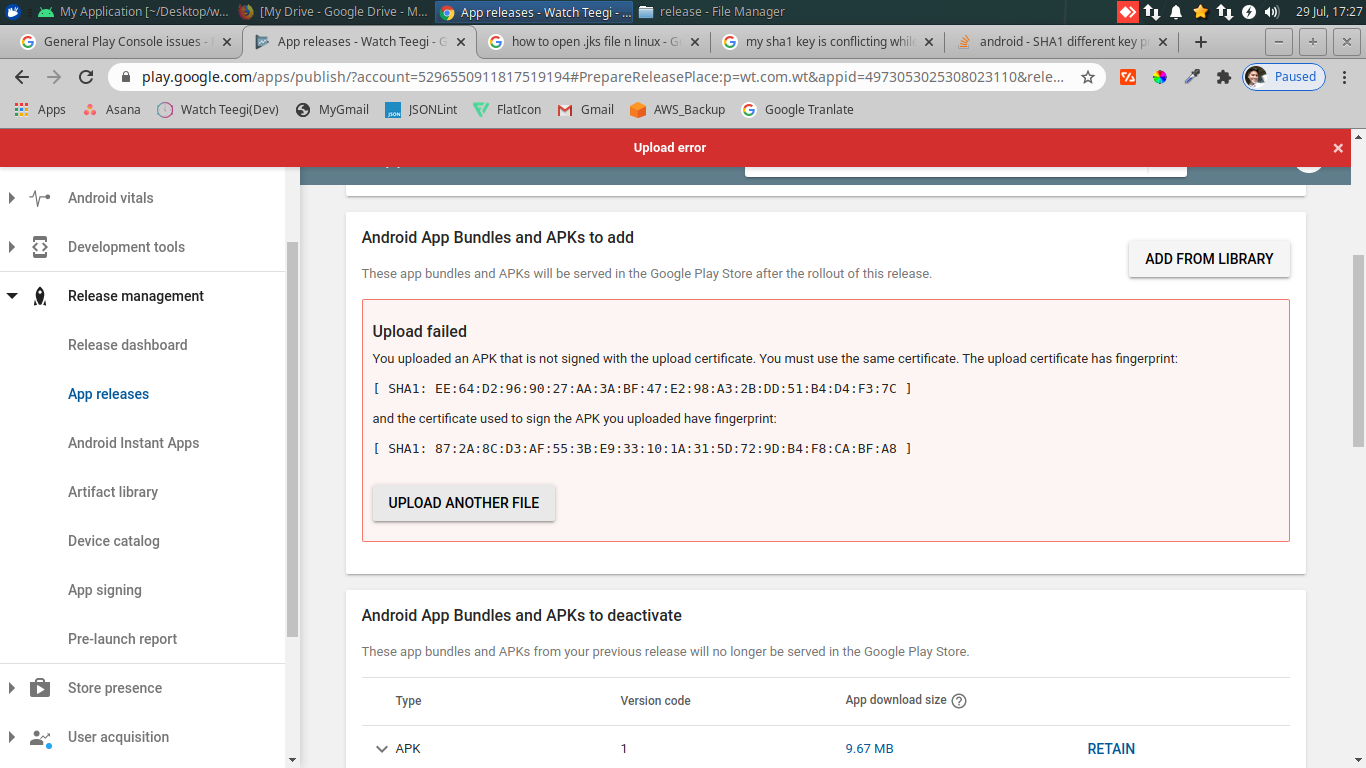 My Application [~/Desktop/w...
[My Drive - Google Drive - M...
App releases - Watch Teegi - ...
release - File Manager
29 Jul, 17:27
General Play Console issues -
App releases - Watch Teegi - G
how to open .jks file n linux - G
my sha1 key is conflicting while
android - SHA1 different key p
play.google.com/apps/publish/?account=5296550911817519194#PrepareReleasePlace:p=wt.com.wt&appid=4973053025308023110&rele...
Paused
Apps
Asana
Watch Teegi(Dev)
MyGmail
JSON
JSONLint
FlatIcon
Gmail
AWS_Backup
Google Tranlate
Upload error
Android vitals
Development tools
Release management
Release dashboard
App releases
Android Instant Apps
Artifact library
Device catalog
App signing
Pre-launch report
Store presence
User acquisition
Android App Bundles and APKs to add
These app bundles and APKs will be served in the Google Play Store after the rollout of this release.
ADD FROM LIBRARY
Upload failed
You uploaded an APK that is not signed with the upload certificate. You must use the same certificate. The upload certificate has fingerprint:
[ SHA1: EE:64:D2:96:90:27:AA:3A:BF:47:E2:98:A3:2B:DD:51:B4:D4:F3:7C ]
and the certificate used to sign the APK you uploaded have fingerprint:
[ SHA1: 87:2A:8C:D3:AF:55:3B:E9:33:10:1A:31:5D:72:9D:B4:F8:CA:BF:A8 ]
UPLOAD ANOTHER FILE
Android App Bundles and APKs to deactivate
These app bundles and APKs from your previous release will no longer be served in the Google Play Store.
Type
Version code
App download size
APK
1
9.67 MB
RETAIN